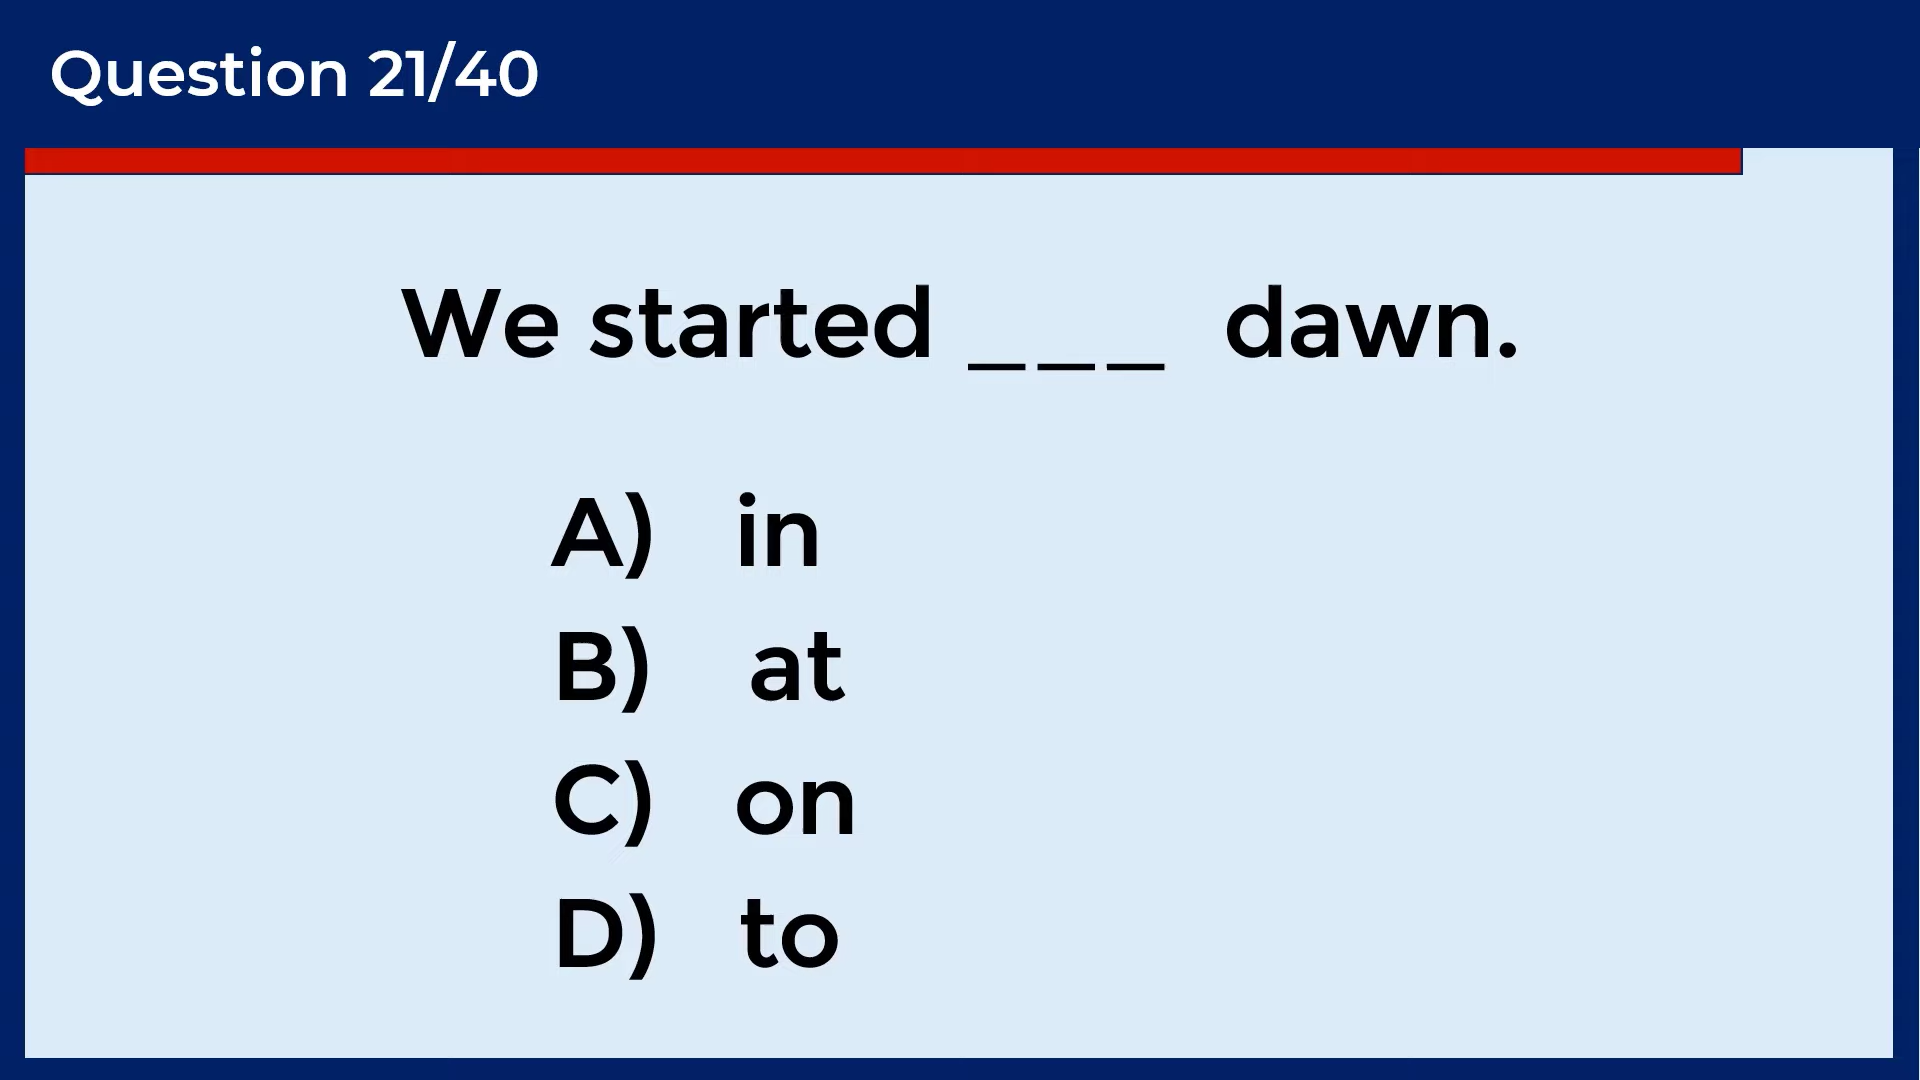 Question 21/40
We started ___ dawn.
A) in
B) at
C) on
D) to